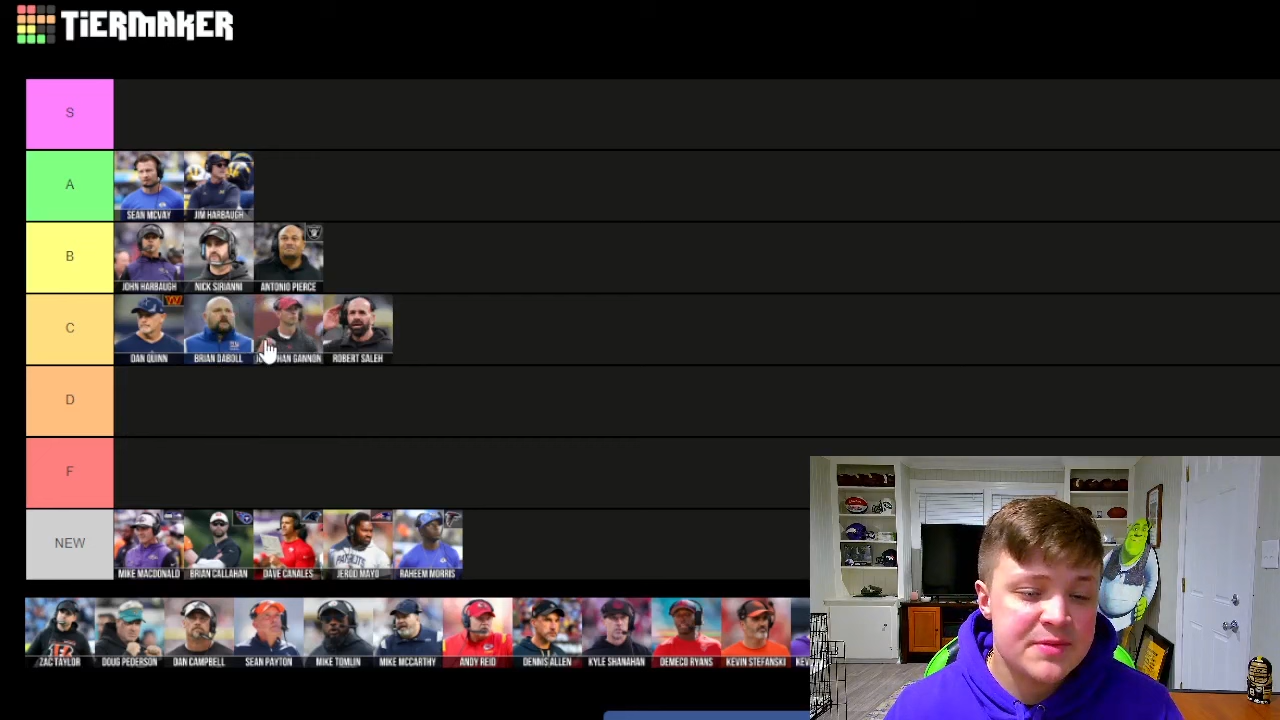 TIERMAKER
S
A
SEAN MCVAY
JIM HARBAUGH
B
JOHN HARBAUGH
NICK SIRIANNI
ANTONIO PIERCE
C
DAN QUINN
BRIAN DABOLL
GANNON
ROBERT SALEH
D
F
NEW
MIKE MACDONALD
BRIAN CALLAHAN
DAVE CANALES
JEROD MAYO
RAHEEM MORRIS
ZAC TAYLOR
DOUG PEDERSON
DAN CAMPBELL
SEAN PAYTON
MIKE TOMLIN
MIKE MCCARTHY
ANDY REID
DENNIS ALLEN
KYLE SHANAHAN
DEMECO RYANS
KEVIN STEFANSKI